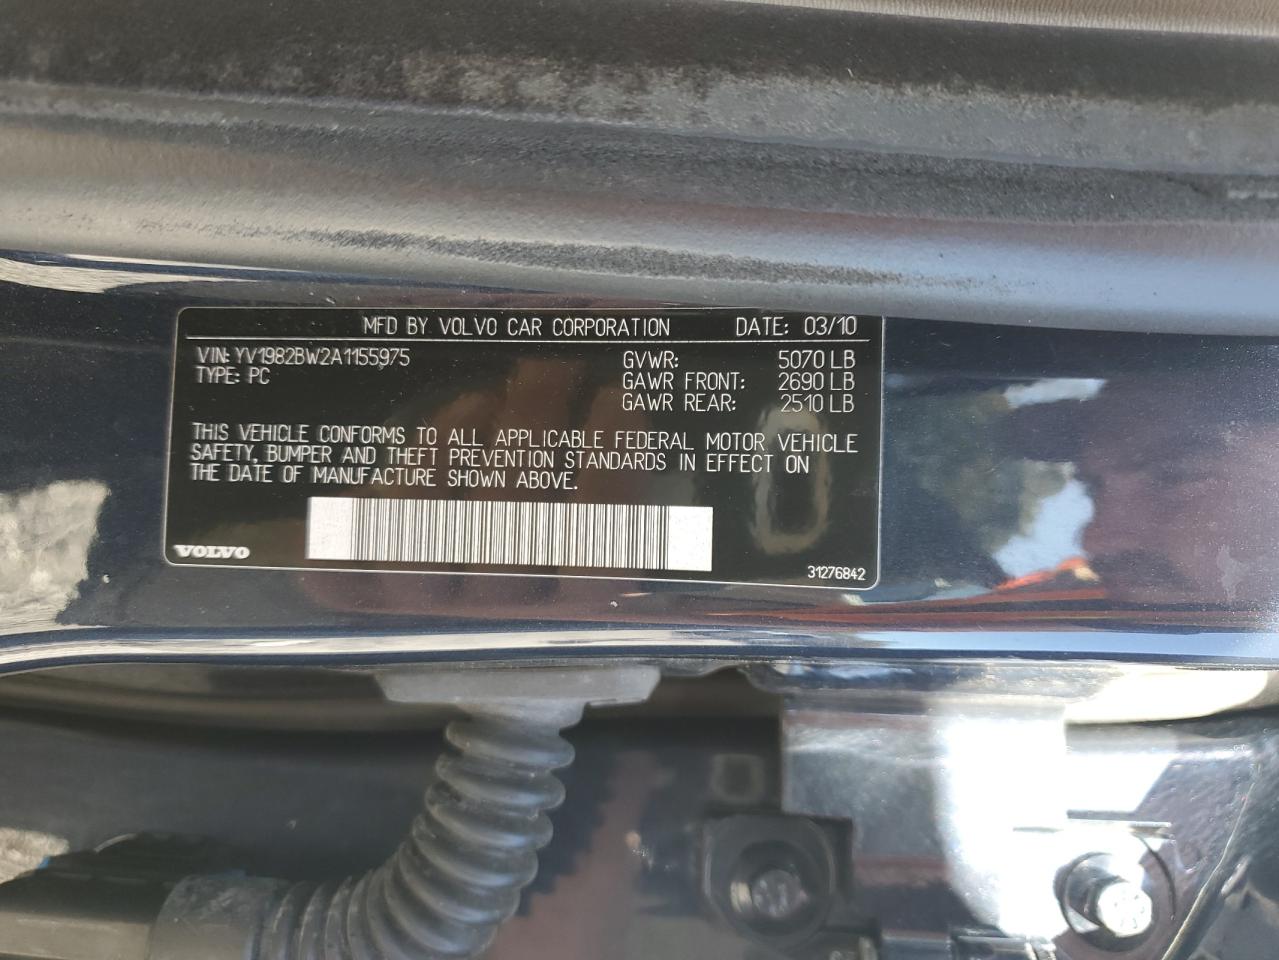 MFD BY VOLVO CAR CORPORATION DATE: 03/10
VIN: YV1982BW2A1155975 GVWR: 5070 LB
TYPE: PC GAWR FRONT: 2690 LB
GAWR REAR: 2510 LB
THIS VEHICLE CONFORMS TO ALL APPLICABLE FEDERAL MOTOR VEHICLE
SAFETY, BUMPER AND THEFT PREVENTION STANDARDS IN EFFECT ON
THE DATE OF MANUFACTURE SHOWN ABOVE.
VOLVO
31276842